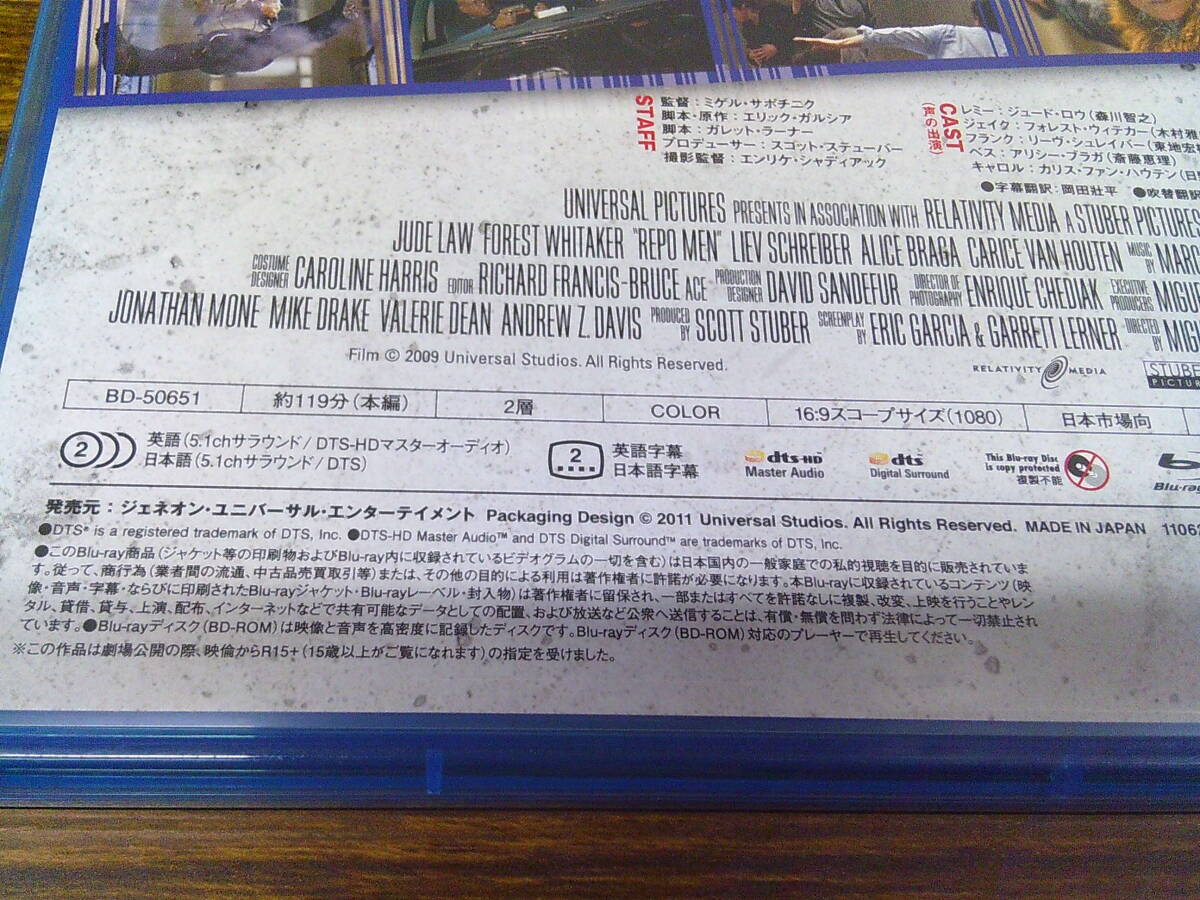 STAFF
監督：ミゲル・サポチニク
脚本・原作：エリック・ガルシア
脚本：ガレット・ラーナー
プロデューサー：スコット・ステューバー
撮影監督：エンリケ・シャディアック
CAST
(声の出演)
レミー：ジュード・ロウ(森川智之)
ジェイク：フォレスト・ウィテカー(木村雅
フランク：リーヴ・シュレイバー(東地宏
ベス：アリシー・ブラガ(斎藤恵理)
キャロル：カリス・ファン・ハウテン(日
●字幕翻訳：岡田壯平 ●吹替翻訳
UNIVERSAL PICTURES PRESENTS IN ASSOCIATION WITH RELATIVITY MEDIA A STUBER PICTURES
JUDE LAW FOREST WHITAKER "REPO MEN" LIEV SCHREIBER ALICE BRAGA CARICE VAN HOUTEN MUSIC BY MARC
COSTUME DESIGNER CAROLINE HARRIS EDITOR RICHARD FRANCIS-BRUCE ACE PRODUCTION DESIGNER DAVID SANDEFUR DIRECTOR OF PHOTOGRAPHY ENRIQUE CHEDIAK EXECUTIVE PRODUCERS MIGU
JONATHAN MONE MIKE DRAKE VALERIE DEAN ANDREW Z. DAVIS PRODUCED BY SCOTT STUBER SCREENPLAY BY ERIC GARCIA & GARRETT LERNER DIRECTED BY MIG
Film © 2009 Universal Studios. All Rights Reserved.
RELATIVITY MEDIA
STUBE
PICTU
BD-50651 約119分(本編) 2層 COLOR 16:9スコープサイズ(1080) 日本市場向
2 英語(5.1chサラウンド/DTS-HDマスターオーディオ)
日本語(5.1chサラウンド/DTS)
2 英語字幕
日本語字幕
dts-HD Master Audio
dts Digital Surround
This Blu-ray Disc is copy protected
複製不能
Blu-ray
発売元：ジェネオン・ユニバーサル・エンターテイメント Packaging Design © 2011 Universal Studios. All Rights Reserved. MADE IN JAPAN 1106
●DTS® is a registered trademark of DTS, Inc. ●DTS-HD Master Audio™ and DTS Digital Surround™ are trademarks of DTS, Inc.
●このBlu-ray商品(ジャケット等の印刷物およびBlu-ray内に収録されているビデオグラムの一切を含む)は日本国内の一般家庭での私的視聴を目的に販売されていま
す。従って、商行為(業者間の流通、中古品売買取引等)または、その他の目的による利用は著作権者に許諾が必要になります。本Blu-rayに収録されているコンテンツ(映
像・音声・字幕・ならびに印刷されたBlu-rayジャケット・Blu-rayレーベル・封入物)は著作権者に留保され、一部またはすべてを許諾なしに複製、改変、上映を行うことやレン
タル、貸借、貸与、上演、配布、インターネットなどで共有可能なデータとしての配置、および放送など公衆へ送信することは、有償・無償を問わず法律によって一切禁止され
ています。●Blu-rayディスク(BD-ROM)は映像と音声を高密度に記録したディスクです。Blu-rayディスク(BD-ROM)対応のプレーヤーで再生してください。
※この作品は劇場公開の際、映倫からR15+(15歳以上がご覧になれます)の指定を受けました。